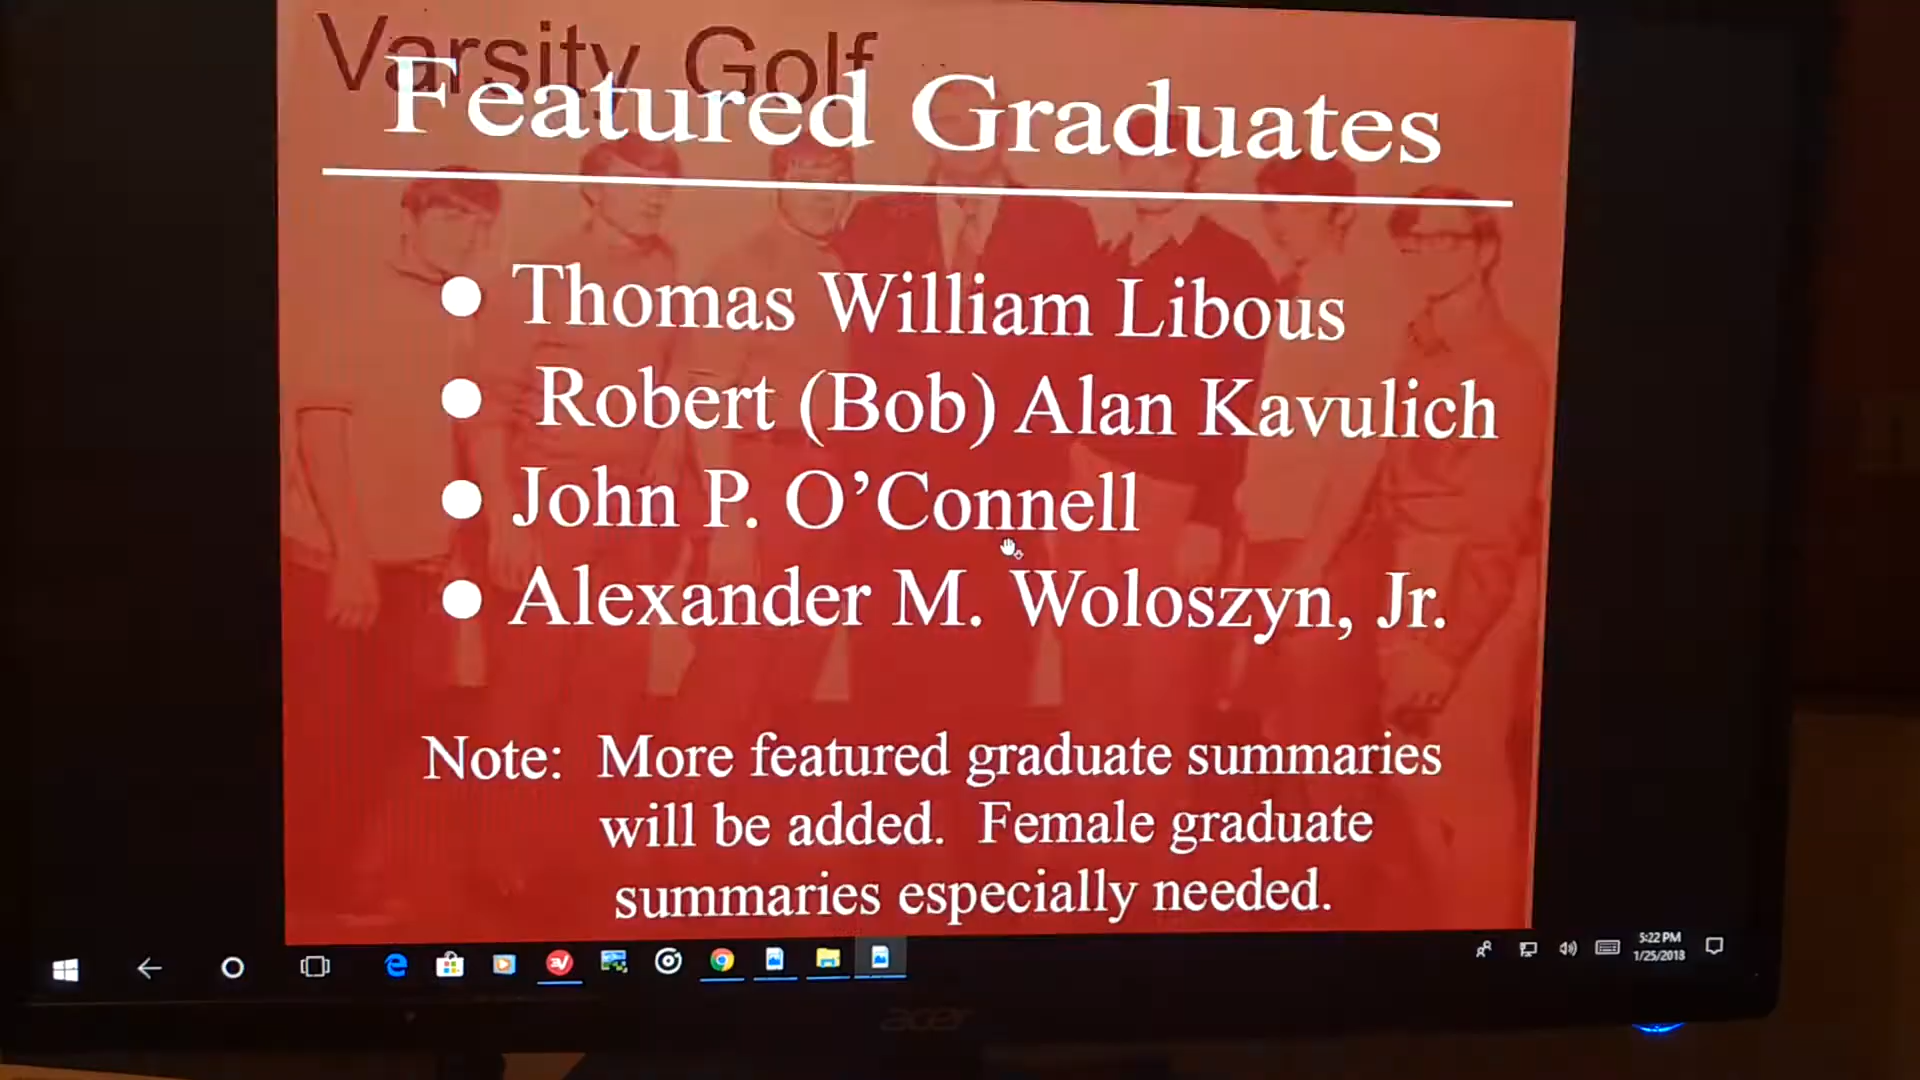 Varsity Golf
Featured Graduates
Thomas William Libous
Robert (Bob) Alan Kavulich
John P. O’Connell
Alexander M. Woloszyn, Jr.
Note: More featured graduate summaries
will be added. Female graduate
summaries especially needed.
5:22 PM
1/25/2018
acer